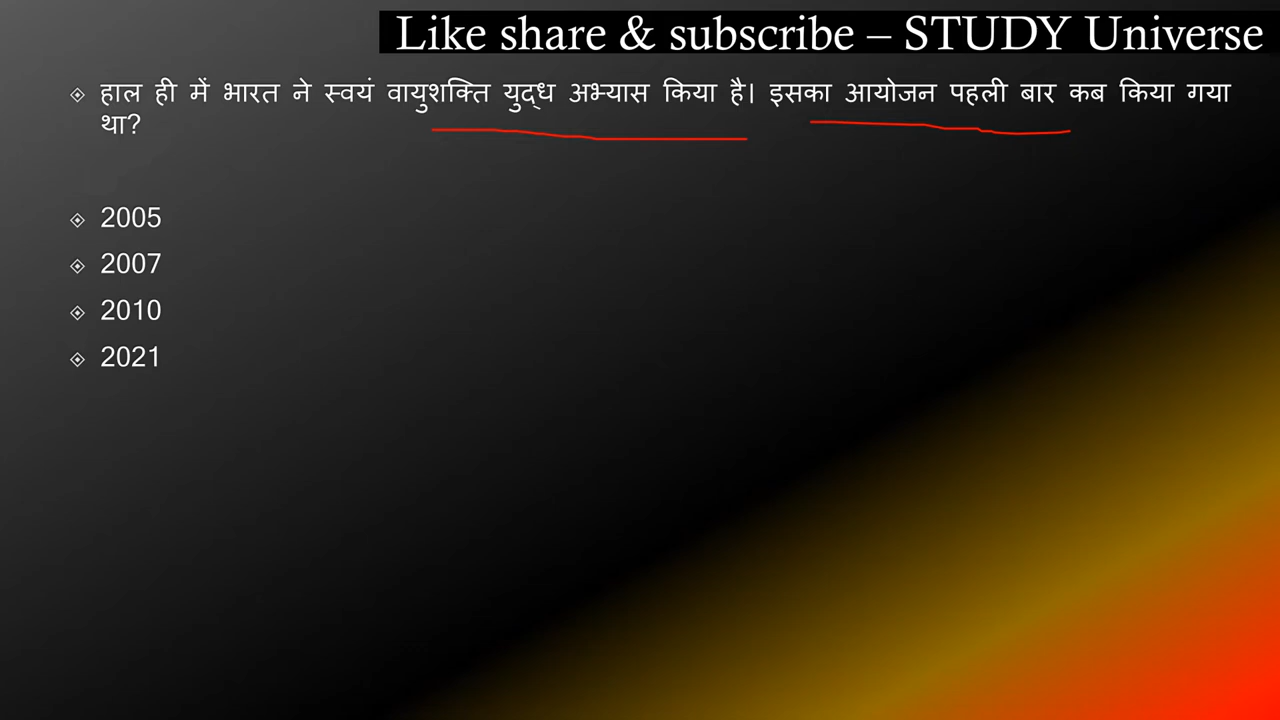 Like share & subscribe – STUDY Universe
हाल ही में भारत ने स्वयं वायुशक्ति युद्ध अभ्यास किया है। इसका आयोजन पहली बार कब किया गया
था?
2005
2007
2010
2021